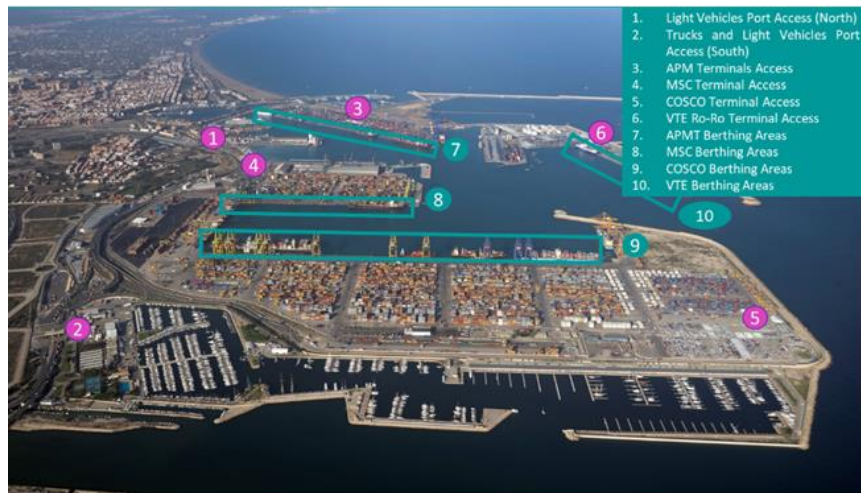 1. Light Vehicles Port Access (North)
2. Trucks and Light Vehicles Port
Access (South)
3. APM Terminals Access
4. MSC Terminal Access
5. COSCO Terminal Access
6. VTE Ro-Ro Terminal Access
7. APMT Berthing Areas
8. MSC Berthing Areas
9. COSCO Berthing Areas
10. VTE Berthing Areas
3
1
7
6
4
8
10
9
5
2